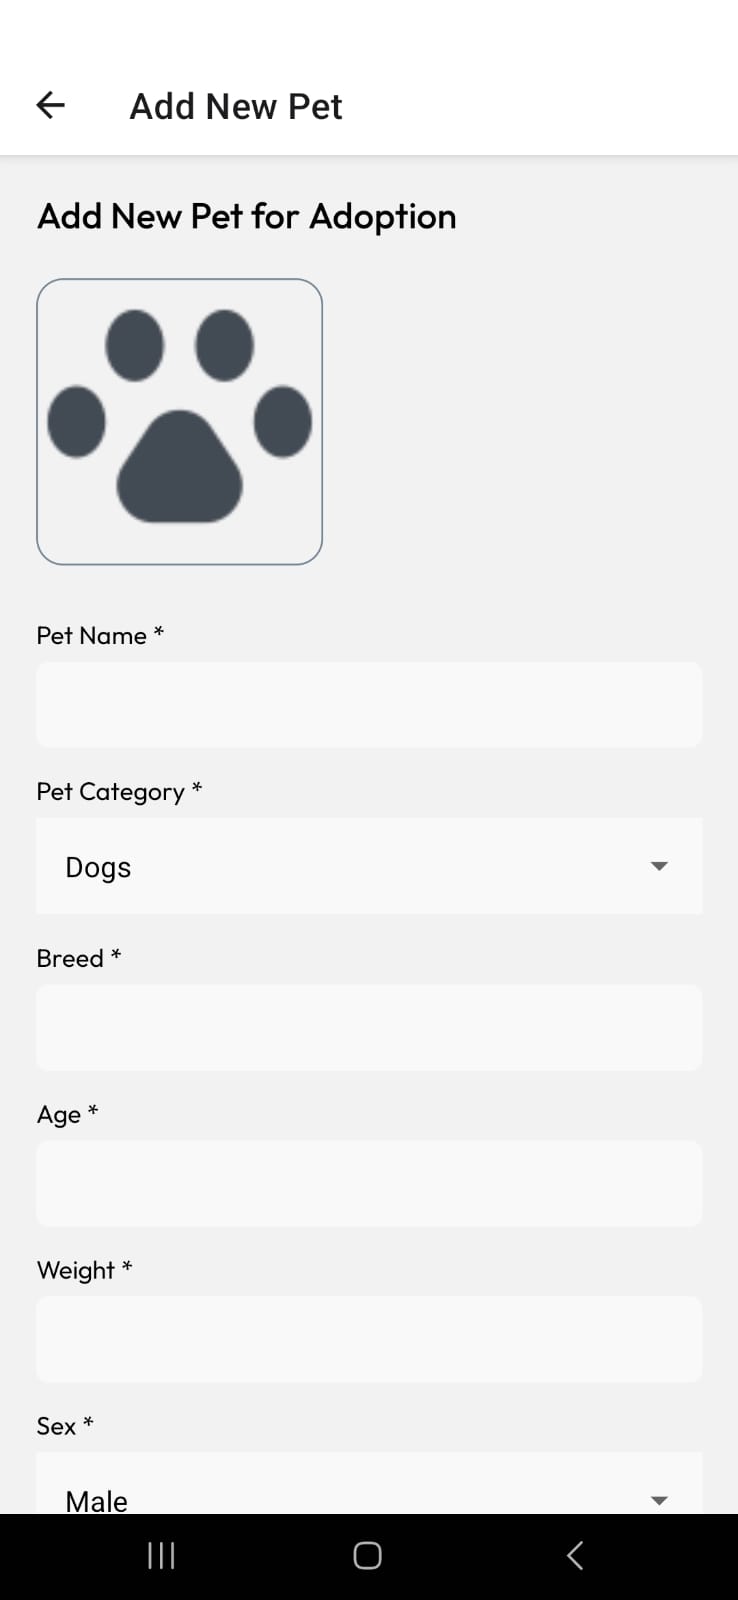 Add New Pet
Add New Pet for Adoption
Pet Name *
Pet Category *
Dogs
Breed *
Age *
Weight *
Sex *
Male